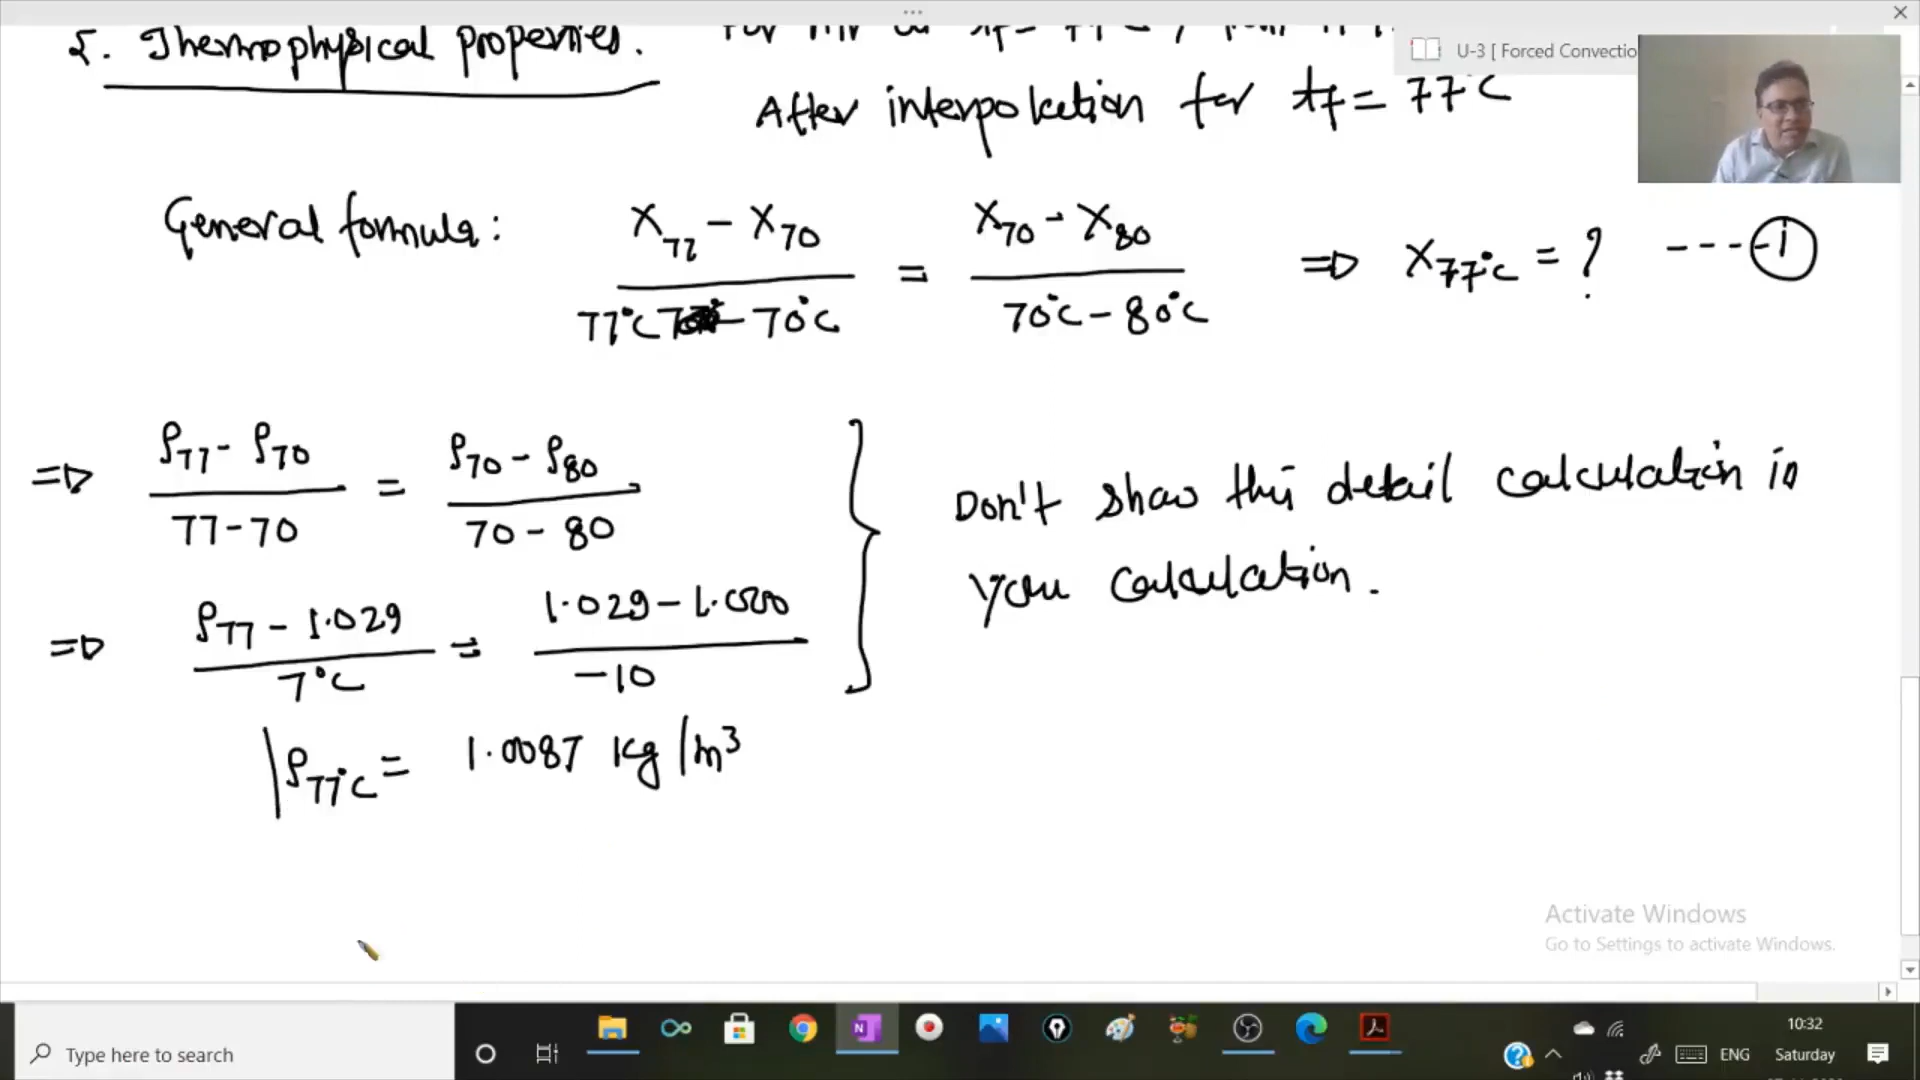 5. Thermophysical properties.
U-3 [ Forced Convectio
After interpolation for tf = 77°C
General formula: X77 - X70 / 77°C - 70°C = X70 - X80 / 70°C - 80°C ⇒ X77°C = ? ---- ①
⇒ ρ77 - ρ70 / 77-70 = ρ70 - ρ80 / 70 - 80
Don't show this detail calculation in
your calculation.
⇒ ρ77 - 1.029 / 7°C = 1.029 - 1.000 / -10
ρ77°C = 1.0087 kg/m³
Activate Windows
Go to Settings to activate Windows.
Type here to search
10:32
ENG
Saturday